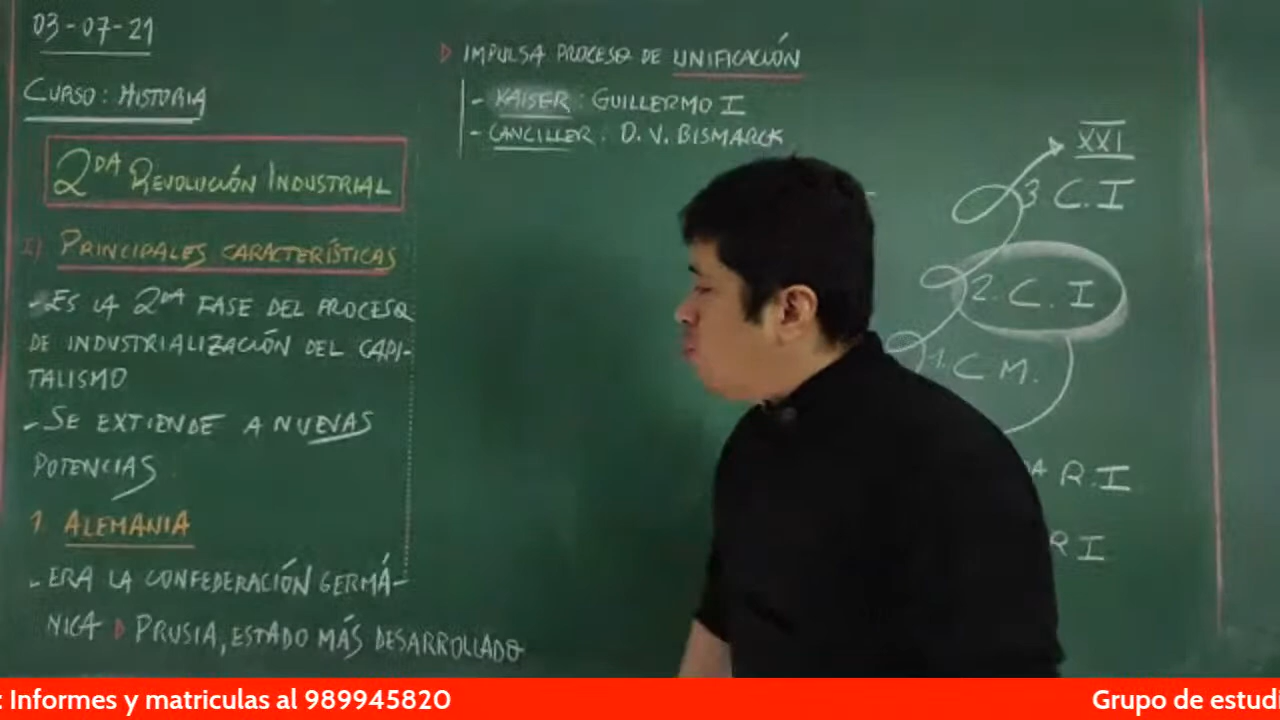 03-07-21
CURSO: HISTORIA
2DA REVOLUCIÓN INDUSTRIAL
I) PRINCIPALES CARACTERÍSTICAS
- ES LA 2DA FASE DEL PROCESO
DE INDUSTRIALIZACIÓN DEL CAPI-
TALISMO
- SE EXTIENDE A NUEVAS
POTENCIAS
1. ALEMANIA
- ERA LA CONFEDERACIÓN GERMÁ-
NICA ▷ PRUSIA, ESTADO MÁS DESARROLLADO
▷ IMPULSA PROCESO DE UNIFICACIÓN
- KAISER: GUILLERMO I
- CANCILLER: O. V. BISMARCK
XXI
3 C. I
2. C. I
1. C M.
R. I
R I
: Informes y matriculas al 989945820
Grupo de estudi